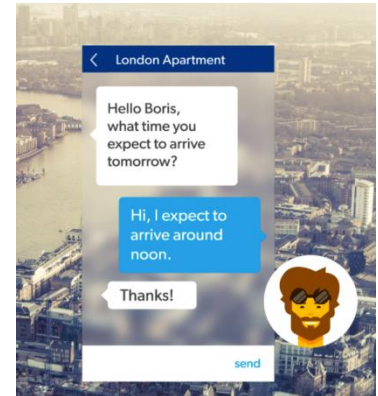 London Apartment
Hello Boris,
what time you
expect to arrive
tomorrow?
Hi, I expect to
arrive around
noon.
Thanks!
send